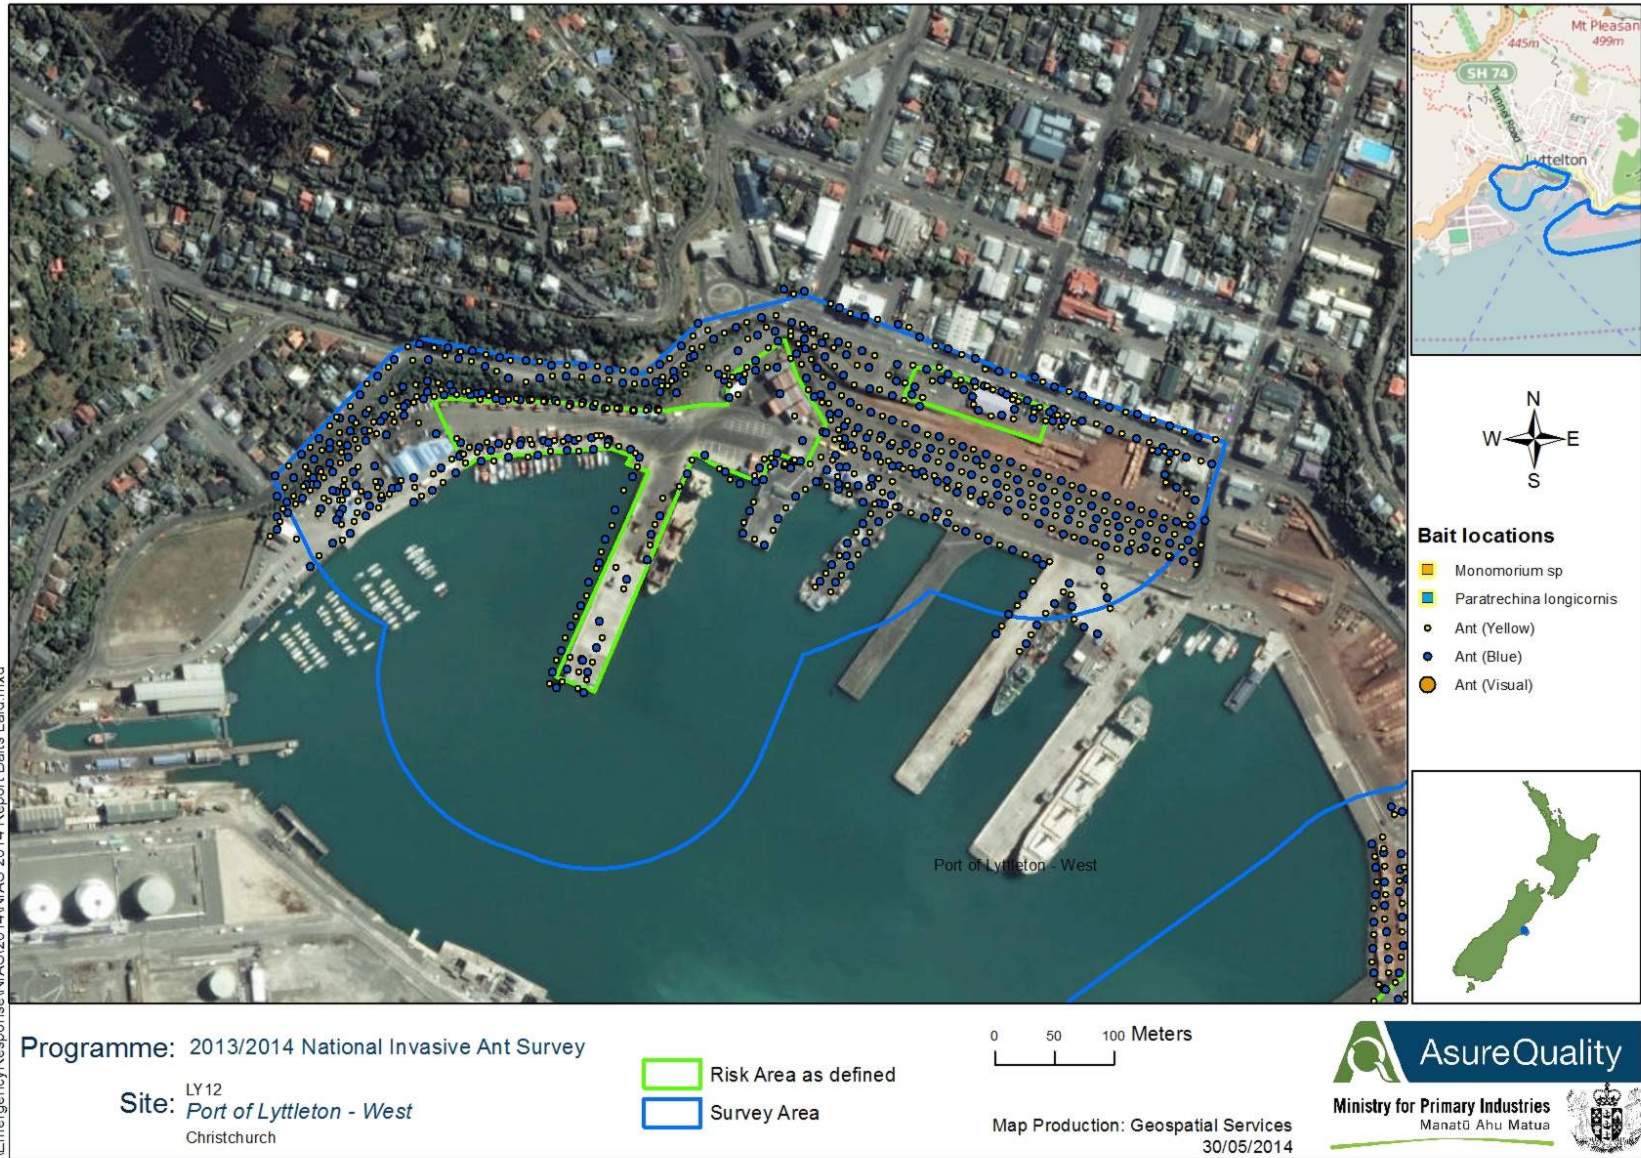 Mt Pleasan
499m
445m
SH 74
Tunnel Road
Lyttelton
N
W E
S
Bait locations
Monomorium sp
Paratrechina longicornis
Ant (Yellow)
Ant (Blue)
Ant (Visual)
Port of Lyttleton - West
Programme: 2013/2014 National Invasive Ant Survey
Site: LY12
Port of Lyttleton - West
Christchurch
Risk Area as defined
Survey Area
0 50 100 Meters
Map Production: Geospatial Services
30/05/2014
AsureQuality
Ministry for Primary Industries
Manatū Ahu Matua